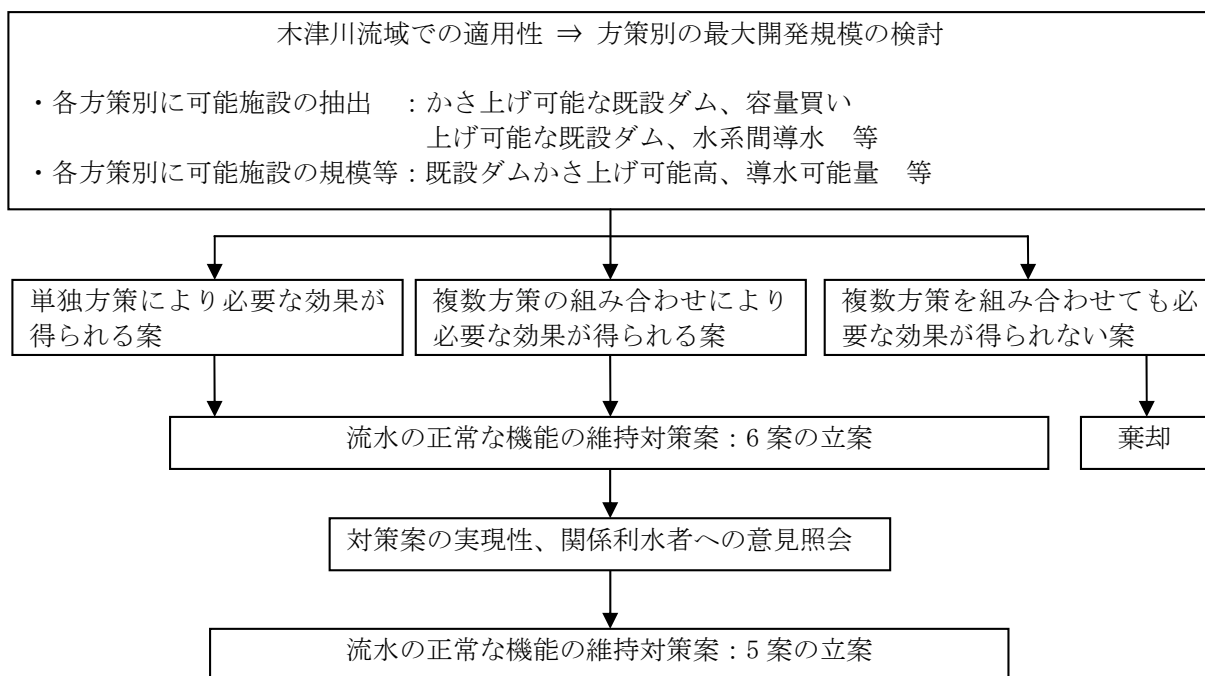 木津川流域での適用性 ⇒ 方策別の最大開発規模の検討
・各方策別に可能施設の抽出　：かさ上げ可能な既設ダム、容量買い
上げ可能な既設ダム、水系間導水　等
・各方策別に可能施設の規模等：既設ダムかさ上げ可能高、導水可能量　等
単独方策により必要な効果が
得られる案
複数方策の組み合わせにより
必要な効果が得られる案
複数方策を組み合わせても必
要な効果が得られない案
流水の正常な機能の維持対策案：6 案の立案
棄却
対策案の実現性、関係利水者への意見照会
流水の正常な機能の維持対策案：5 案の立案